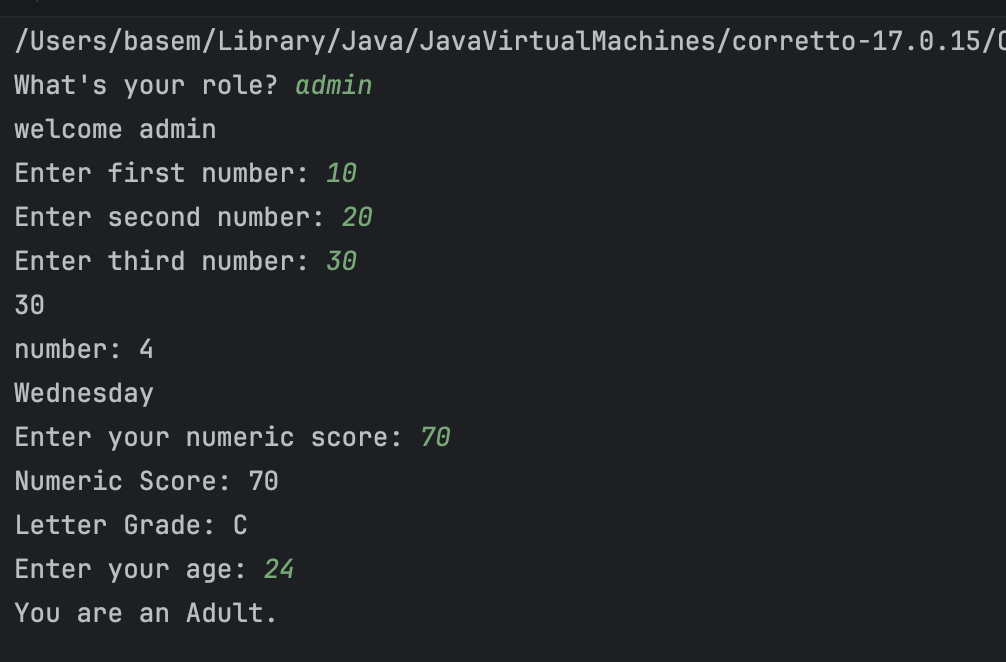 /Users/basem/Library/Java/JavaVirtualMachines/corretto-17.0.15/
What's your role? admin
welcome admin
Enter first number: 10
Enter second number: 20
Enter third number: 30
30
number: 4
Wednesday
Enter your numeric score: 70
Numeric Score: 70
Letter Grade: C
Enter your age: 24
You are an Adult.